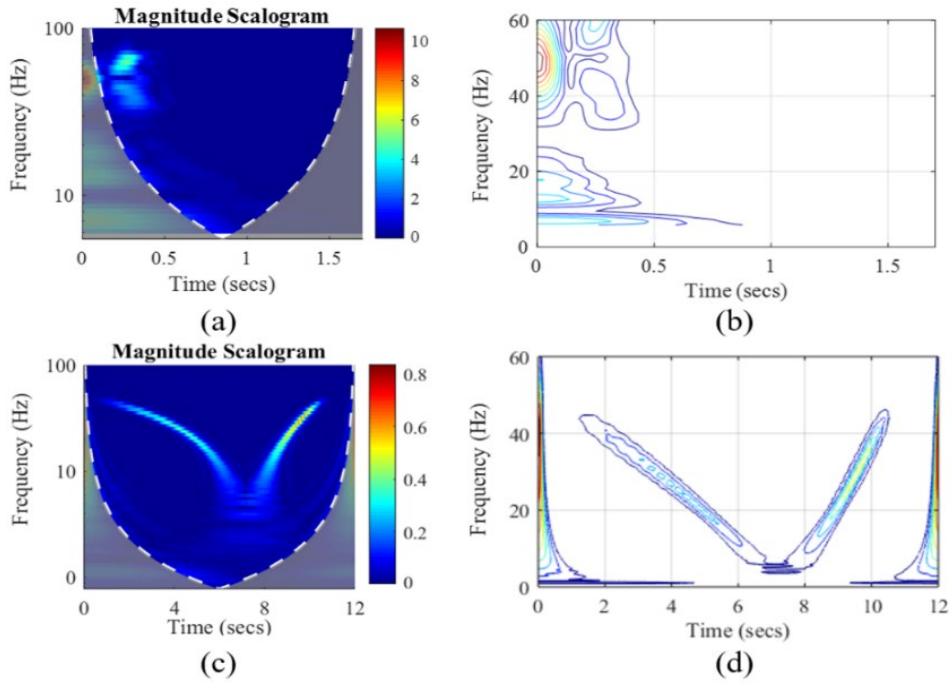 Magnitude Scalogram
100
10
Frequency (Hz)
0 0.5 1 1.5
Time (secs)
10
8
6
4
2
0
(a)
60
40
20
0
Frequency (Hz)
0 0.5 1 1.5
Time (secs)
(b)
Magnitude Scalogram
100
10
0
Frequency (Hz)
0 4 8 12
Time (secs)
0.8
0.6
0.4
0.2
0
(c)
60
40
20
0
Frequency (Hz)
0 2 4 6 8 10 12
Time (secs)
(d)